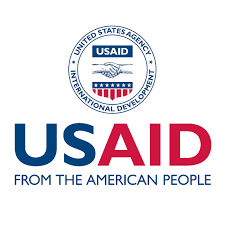 UNITED STATES AGENCY
USAID
INTERNATIONAL DEVELOPMENT
USAID
FROM THE AMERICAN PEOPLE